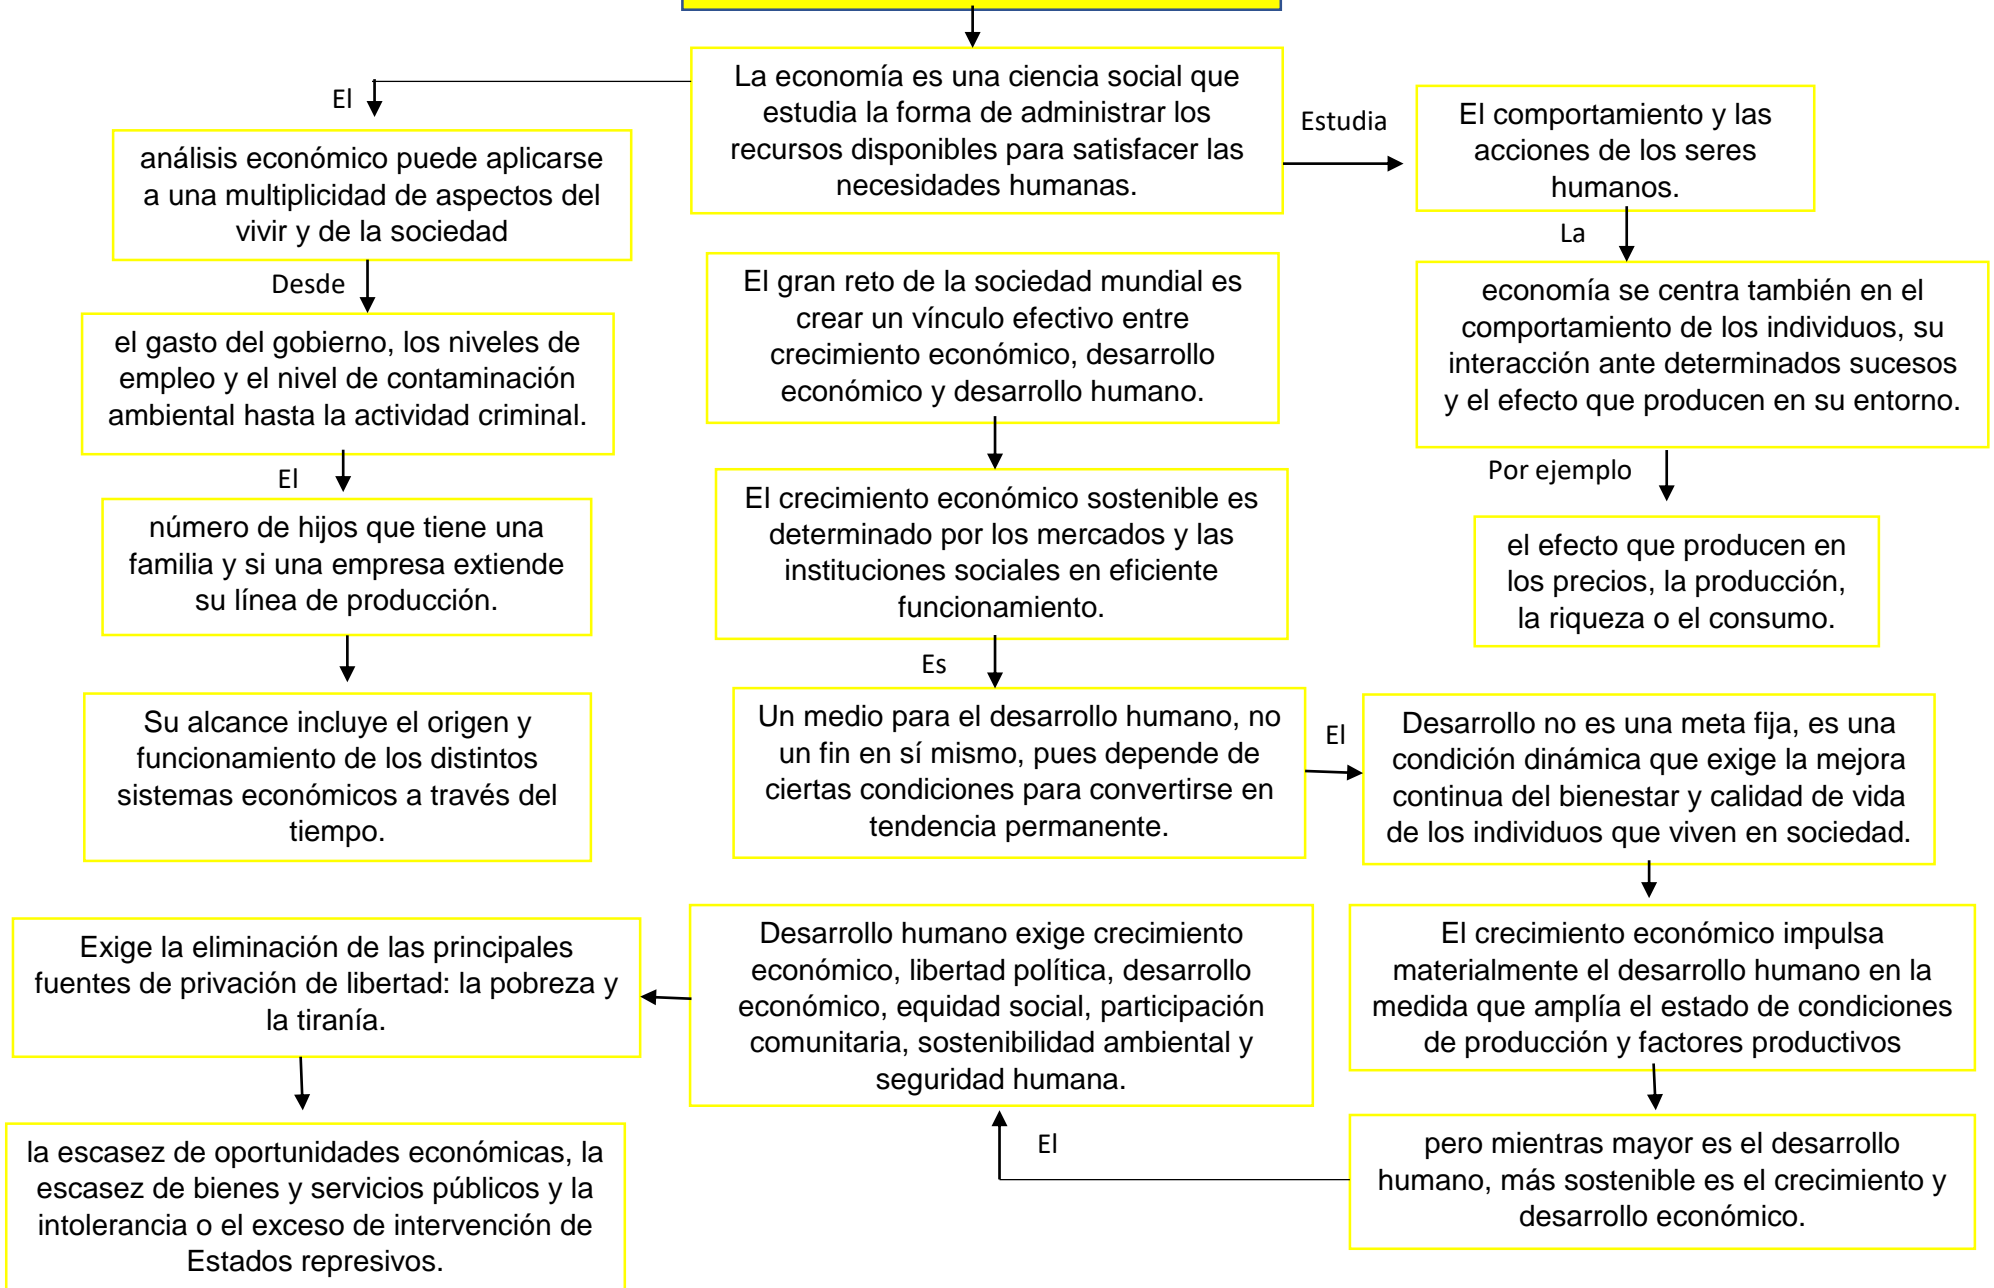 La economía es una ciencia social que
estudia la forma de administrar los
recursos disponibles para satisfacer las
necesidades humanas.
El
análisis económico puede aplicarse
a una multiplicidad de aspectos del
vivir y de la sociedad
Desde
el gasto del gobierno, los niveles de
empleo y el nivel de contaminación
ambiental hasta la actividad criminal.
El
número de hijos que tiene una
familia y si una empresa extiende
su línea de producción.
Su alcance incluye el origen y
funcionamiento de los distintos
sistemas económicos a través del
tiempo.
Estudia
El comportamiento y las
acciones de los seres
humanos.
La
economía se centra también en el
comportamiento de los individuos, su
interacción ante determinados sucesos
y el efecto que producen en su entorno.
Por ejemplo
el efecto que producen en
los precios, la producción,
la riqueza o el consumo.
El gran reto de la sociedad mundial es
crear un vínculo efectivo entre
crecimiento económico, desarrollo
económico y desarrollo humano.
El crecimiento económico sostenible es
determinado por los mercados y las
instituciones sociales en eficiente
funcionamiento.
Es
Un medio para el desarrollo humano, no
un fin en sí mismo, pues depende de
ciertas condiciones para convertirse en
tendencia permanente.
El
Desarrollo no es una meta fija, es una
condición dinámica que exige la mejora
continua del bienestar y calidad de vida
de los individuos que viven en sociedad.
El crecimiento económico impulsa
materialmente el desarrollo humano en la
medida que amplía el estado de condiciones
de producción y factores productivos
pero mientras mayor es el desarrollo
humano, más sostenible es el crecimiento y
desarrollo económico.
El
Desarrollo humano exige crecimiento
económico, libertad política, desarrollo
económico, equidad social, participación
comunitaria, sostenibilidad ambiental y
seguridad humana.
Exige la eliminación de las principales
fuentes de privación de libertad: la pobreza y
la tiranía.
la escasez de oportunidades económicas, la
escasez de bienes y servicios públicos y la
intolerancia o el exceso de intervención de
Estados represivos.